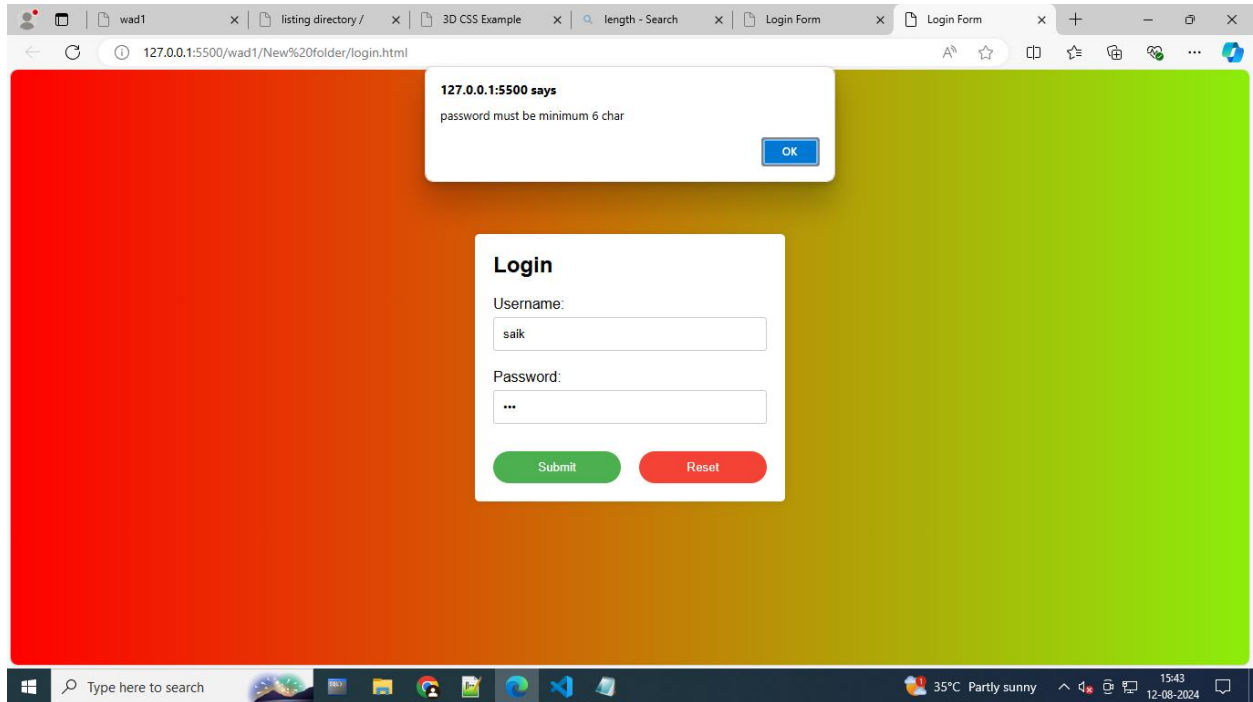 wad1
listing directory /
3D CSS Example
length - Search
Login Form
Login Form
127.0.0.1:5500/wad1/New%20folder/login.html
127.0.0.1:5500 says
password must be minimum 6 char
OK
Login
Username:
saik
Password:
•••
Submit Reset
Type here to search
35°C Partly sunny
15:43
12-08-2024